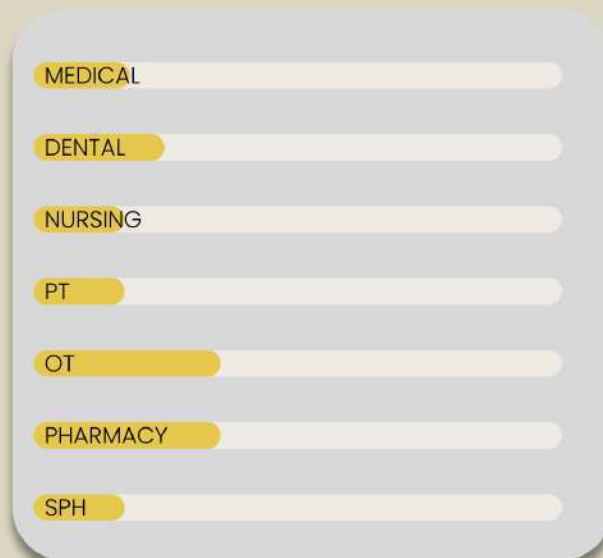 MEDICAL
DENTAL
NURSING
PT
OT
PHARMACY
SPH